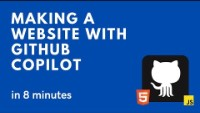 MAKING A
WEBSITE WITH
GITHUB
COPILOT
in 8 minutes
5
JS